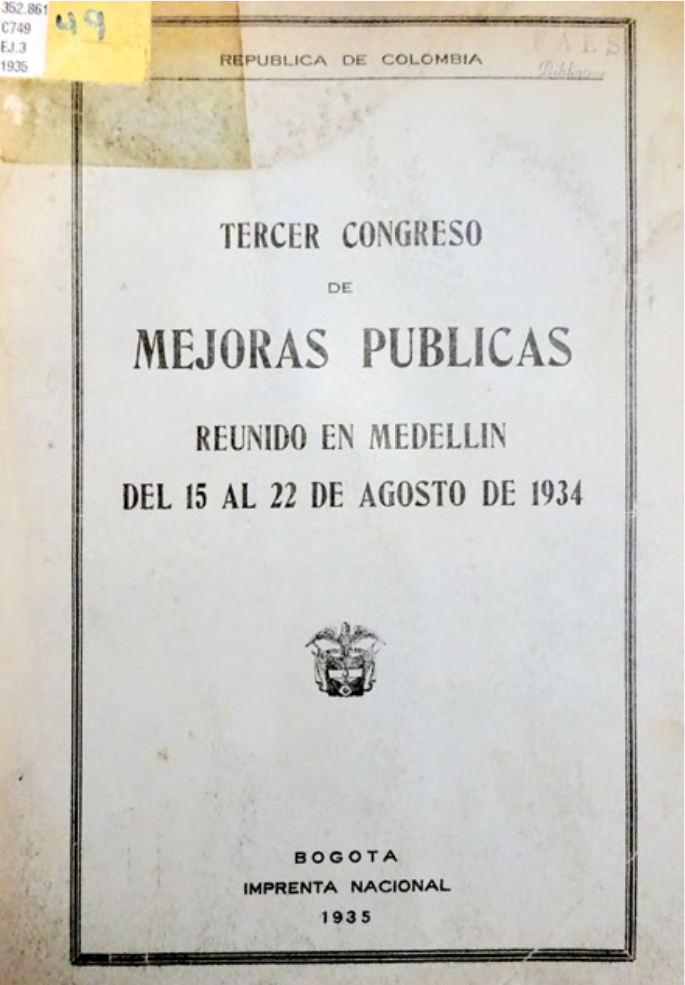 352.861
C749
EJ.3
1935
49
REPUBLICA DE COLOMBIA
FAES
TERCER CONGRESO
DE
MEJORAS PUBLICAS
REUNIDO EN MEDELLIN
DEL 15 AL 22 DE AGOSTO DE 1934
BOGOTA
IMPRENTA NACIONAL
1935